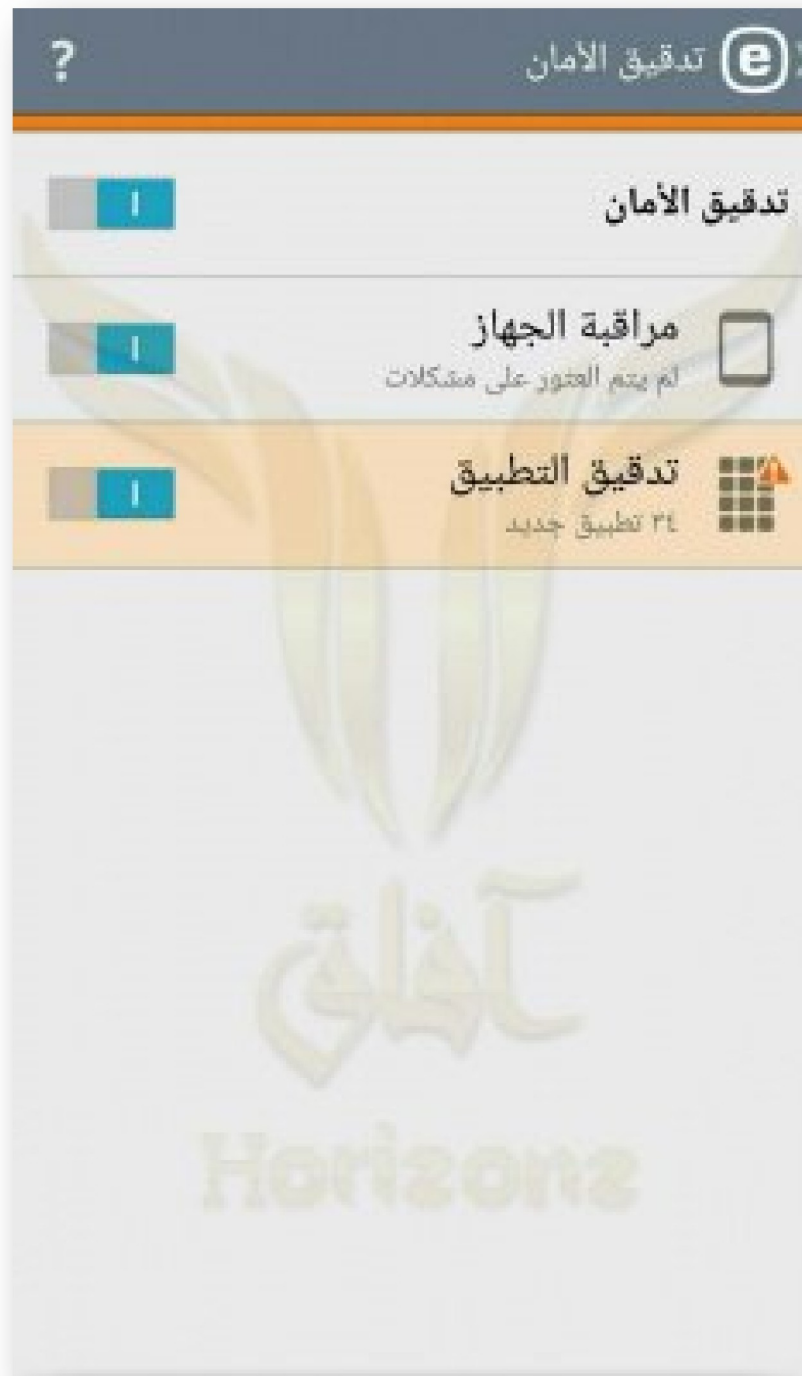 تدقيق الأمان
?
تدقيق الأمان
مراقبة الجهاز
لم يتم العثور على مشكلات
تدقيق التطبيق
٣٤ تطبيق جديد
آفاق
Horizons